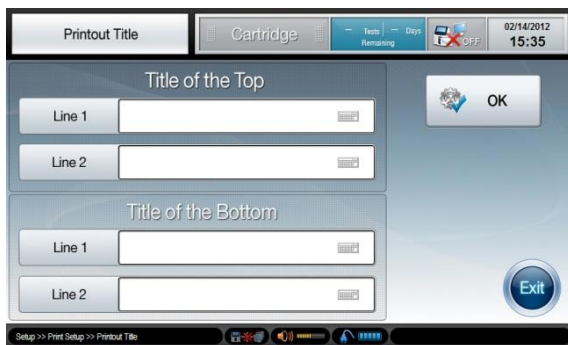 Printout Title
Cartridge
– Tests – Days
Remaining
OFF
02/14/2012
15:35
Title of the Top
Line 1
Line 2
OK
Title of the Bottom
Line 1
Line 2
Exit
Setup >> Print Setup >> Printout Title